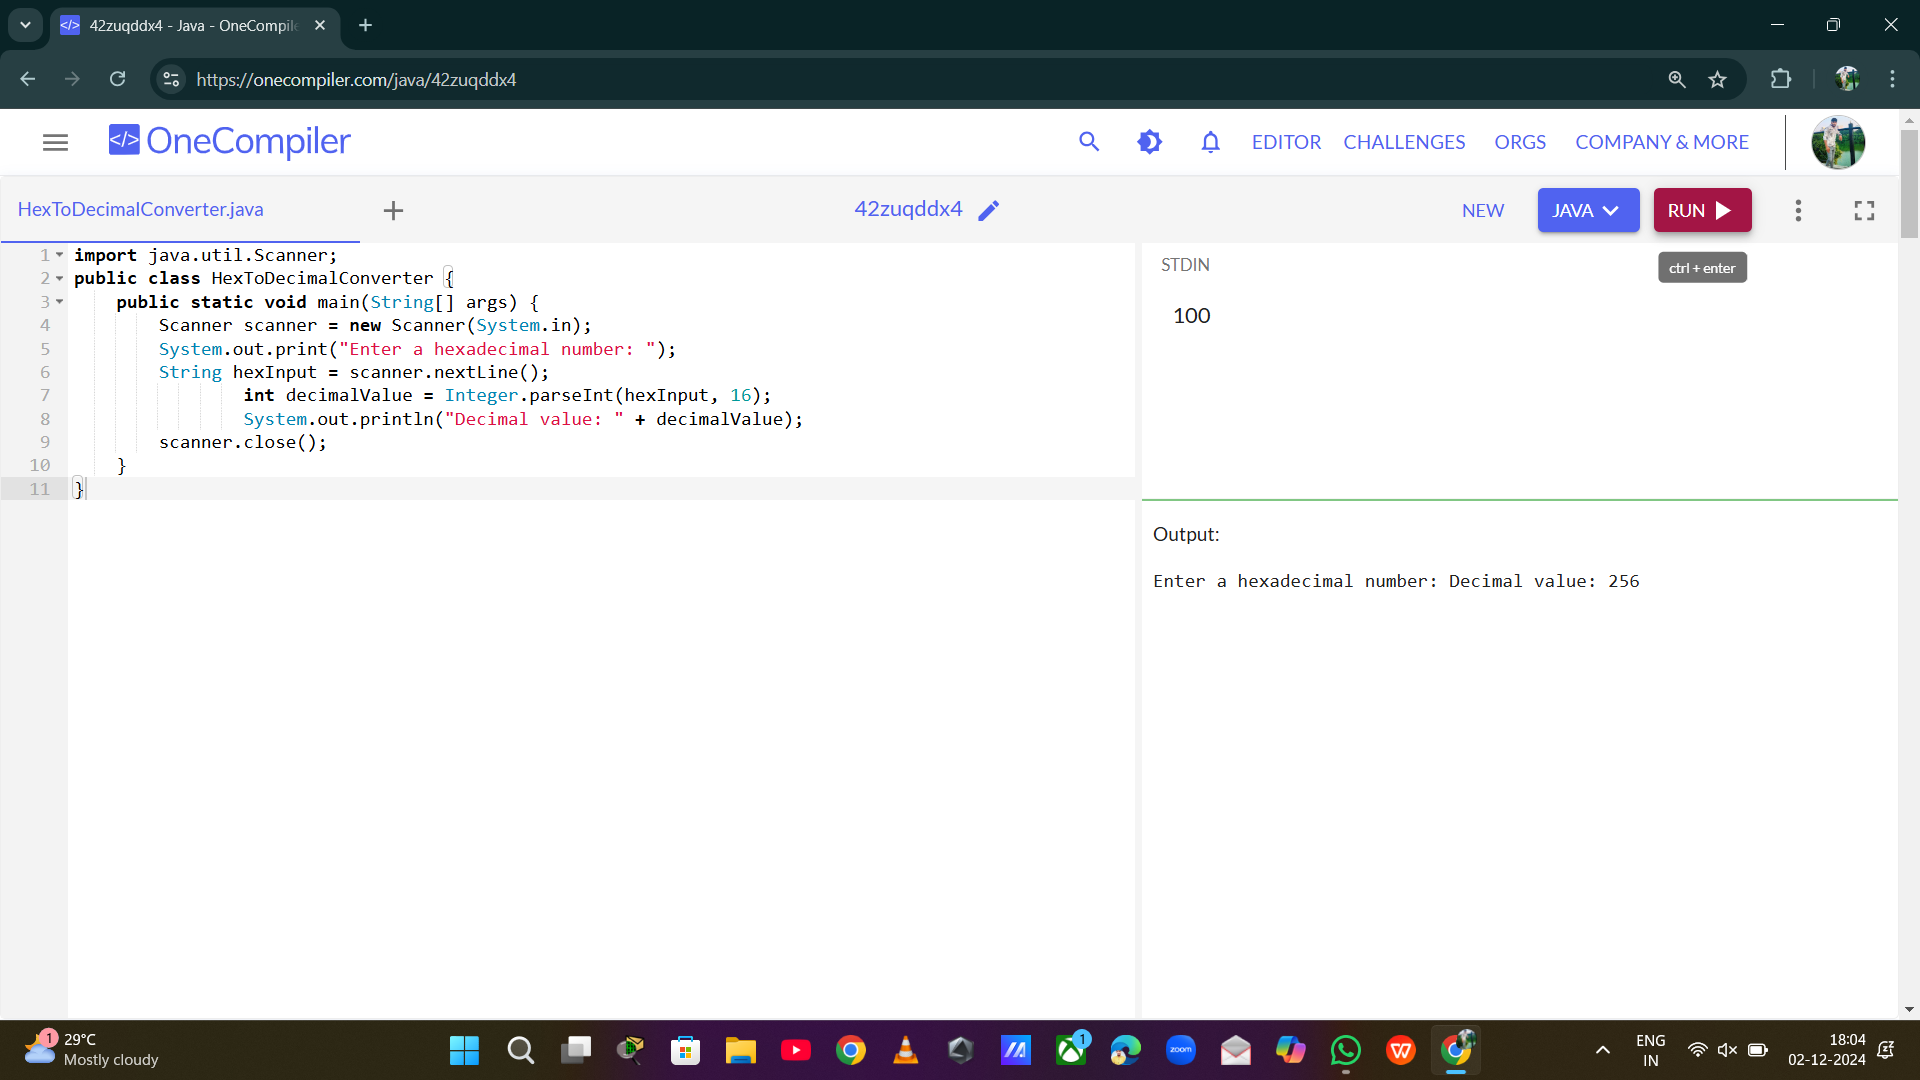 42zuqddx4 - Java - OneCompile
https://onecompiler.com/java/42zuqddx4
</> OneCompiler
EDITOR CHALLENGES ORGS COMPANY & MORE
HexToDecimalConverter.java
42zuqddx4
NEW JAVA RUN
ctrl + enter
1 import java.util.Scanner;
2 public class HexToDecimalConverter {
3     public static void main(String[] args) {
4         Scanner scanner = new Scanner(System.in);
5         System.out.print("Enter a hexadecimal number: ");
6         String hexInput = scanner.nextLine();
7                 int decimalValue = Integer.parseInt(hexInput, 16);
8                 System.out.println("Decimal value: " + decimalValue);
9         scanner.close();
10     }
11 }
STDIN
100
Output:
Enter a hexadecimal number: Decimal value: 256
1
29°C
Mostly cloudy
1
zoom
W
ENG
IN
18:04
02-12-2024